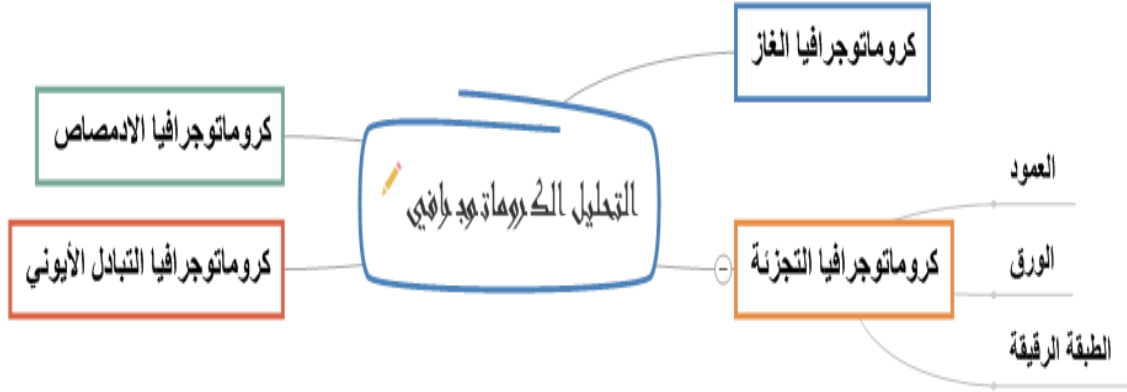 التحليل الكروماتوجرافي
كروماتوجرافيا الغاز
كروماتوجرافيا التجزئة
العمود
الورق
الطبقة الرقيقة
كروماتوجرافيا الادمصاص
كروماتوجرافيا التبادل الأيوني